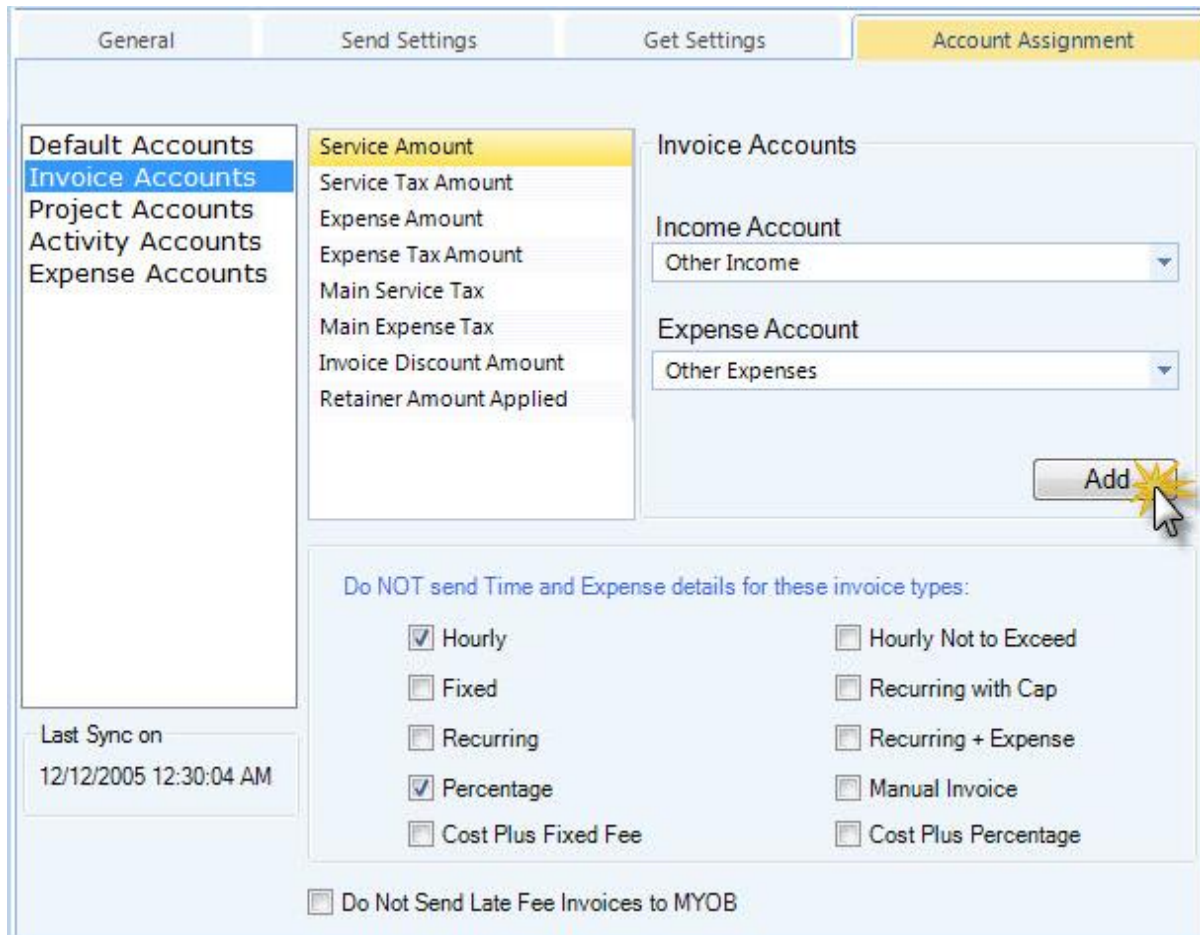 General Send Settings Get Settings Account Assignment
Default Accounts
Invoice Accounts
Project Accounts
Activity Accounts
Expense Accounts
Service Amount
Service Tax Amount
Expense Amount
Expense Tax Amount
Main Service Tax
Main Expense Tax
Invoice Discount Amount
Retainer Amount Applied
Invoice Accounts
Income Account
Other Income
Expense Account
Other Expenses
Add
Do NOT send Time and Expense details for these invoice types:
Hourly Hourly Not to Exceed
Fixed Recurring with Cap
Recurring Recurring + Expense
Percentage Manual Invoice
Cost Plus Fixed Fee Cost Plus Percentage
Last Sync on
12/12/2005 12:30:04 AM
Do Not Send Late Fee Invoices to MYOB